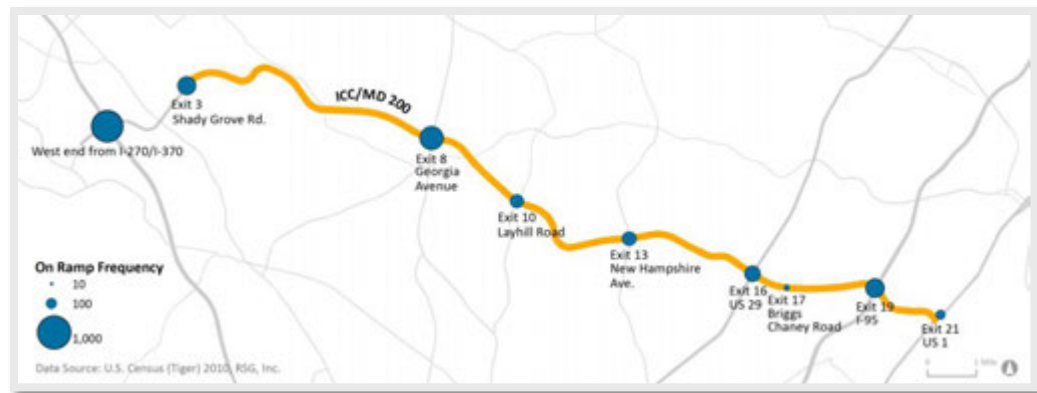 ICC/MD 200
Exit 3
Shady Grove Rd.
West end from I-270/I-370
Exit 8
Georgia
Avenue
Exit 10
Layhill Road
Exit 13
New Hampshire
Ave.
Exit 16
US 29
Exit 17
Briggs
Chaney Road
Exit 19
I-95
Exit 21
US 1
On Ramp Frequency
10
100
1,000
Data Source: U.S. Census (Tiger) 2010, RSG, Inc.